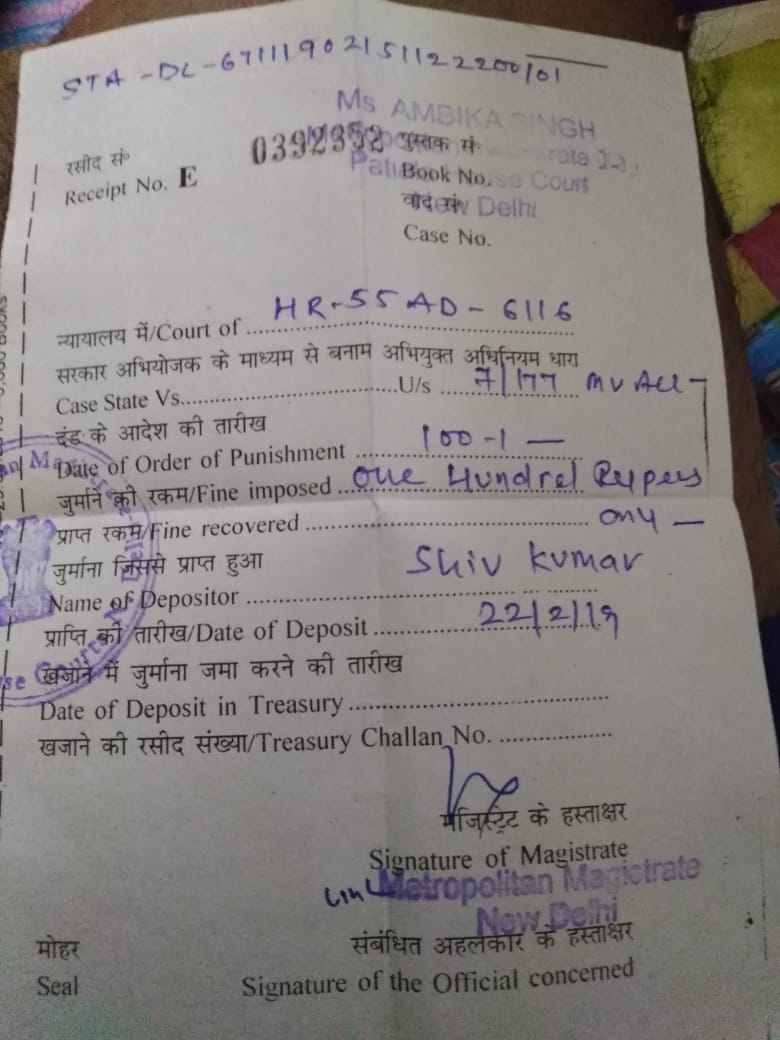 STA-DL-67111902151122200/01
Ms AMBIKA SINGH
रसीद सं 0392352 पुस्तक सं
Receipt No. E Book No. Court
वाद सं New Delhi
Case No.
न्यायालय में/Court of HR-55AD-6116
सरकार अभियोजक के माध्यम से बनाम अभियुक्त अधिनियम धारा
Case State Vs. U/s 7/177 MV Act
दंड के आदेश की तारीख
Date of Order of Punishment 100-/-
जुर्माने की रकम/Fine imposed One Hundred Rupees
प्राप्त रकम/Fine recovered only
जुर्माना जिससे प्राप्त हुआ Shiv Kumar
Name of Depositor
प्राप्ति की तारीख/Date of Deposit 22/2/19
खजाने में जुर्माना जमा करने की तारीख
Date of Deposit in Treasury
खजाने की रसीद संख्या/Treasury Challan No.
मजिस्ट्रेट के हस्ताक्षर
Signature of Magistrate
Metropolitan Magictrate
New Delhi
मोहर संबंधित अहलकार के हस्ताक्षर
Seal Signature of the Official concerned